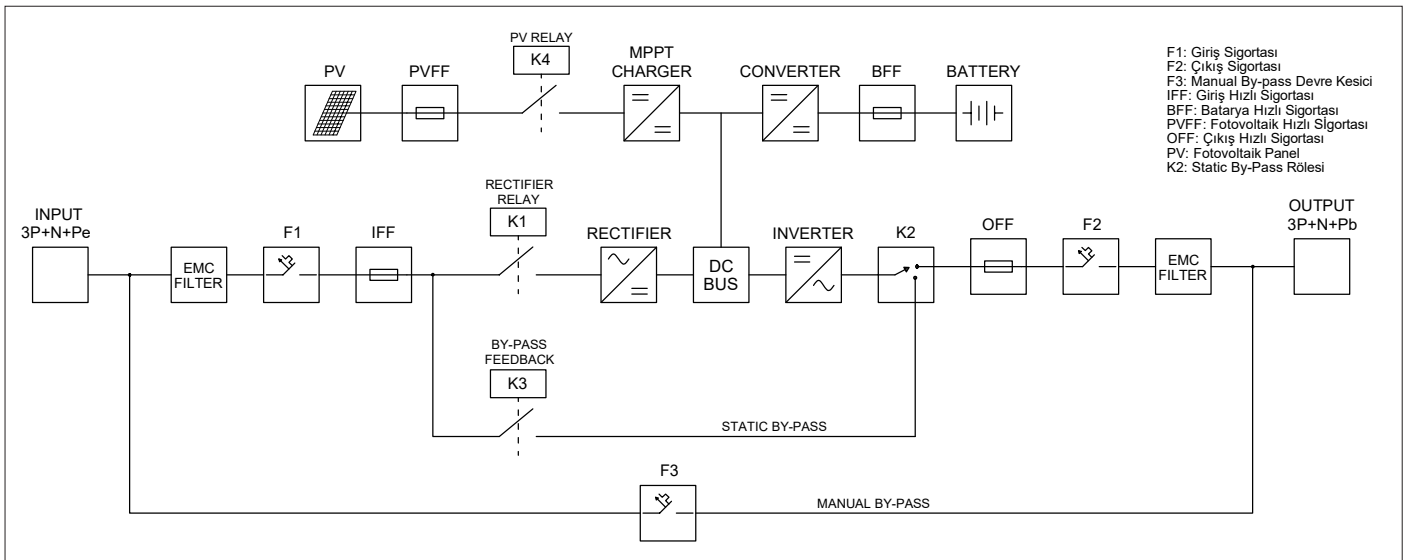 PV RELAY
K4
PV
PVFF
MPPT
CHARGER
CONVERTER
BFF
BATTERY
F1: Giriş Sigortası
F2: Çıkış Sigortası
F3: Manual By-pass Devre Kesici
IFF: Giriş Hızlı Sigortası
BFF: Batarya Hızlı Sigortası
PVFF: Fotovoltaik Hızlı Sİgortası
OFF: Çıkış Hızlı Sigortası
PV: Fotovoltaik Panel
K2: Static By-Pass Rölesi
INPUT
3P+N+Pe
EMC
FILTER
F1
IFF
RECTIFIER
RELAY
K1
RECTIFIER
DC
BUS
INVERTER
K2
OFF
F2
EMC
FILTER
OUTPUT
3P+N+Pb
BY-PASS
FEEDBACK
K3
STATIC BY-PASS
F3
MANUAL BY-PASS